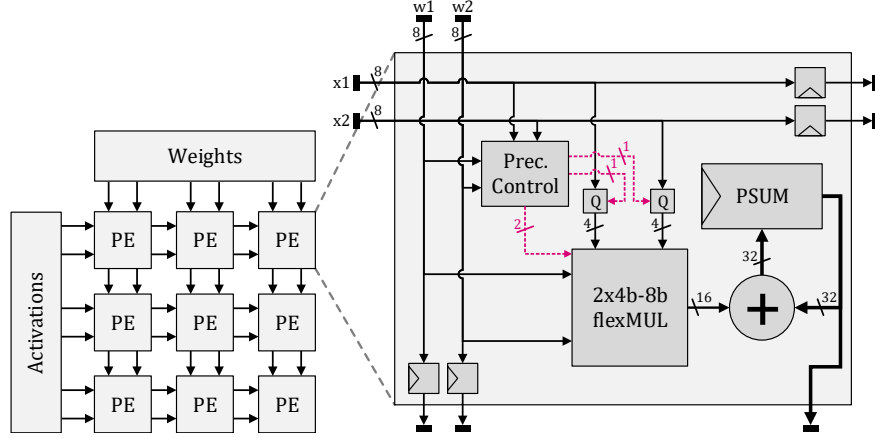 w1 w2
8 8
x1 8
x2 8
Weights
Activations
PE PE PE
PE PE PE
PE PE PE
Prec.
Control
1
1
2
Q Q
4 4
2x4b-8b
flexMUL
16
PSUM
32
32
+